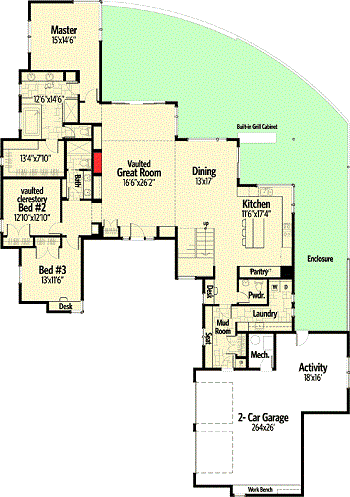 Master
15'x14'6"
12'6"x14'6"
Built-in Grill Cabinet
13'4"x7'10"
Vaulted
Great Room
16'6"x26'2"
Dining
13'x17'
Bath
vaulted
clerestory
Bed #2
12'10"x12'10"
Kitchen
11'6"x17'4"
up
Bed #3
13'x11'6"
Desk
Enclosure
Pantry
Desk
Pwdr.
W
D
Laundry
Mud
Room
Seat
Mech.
Activity
18'x16'
2- Car Garage
264x26'
Work Bench